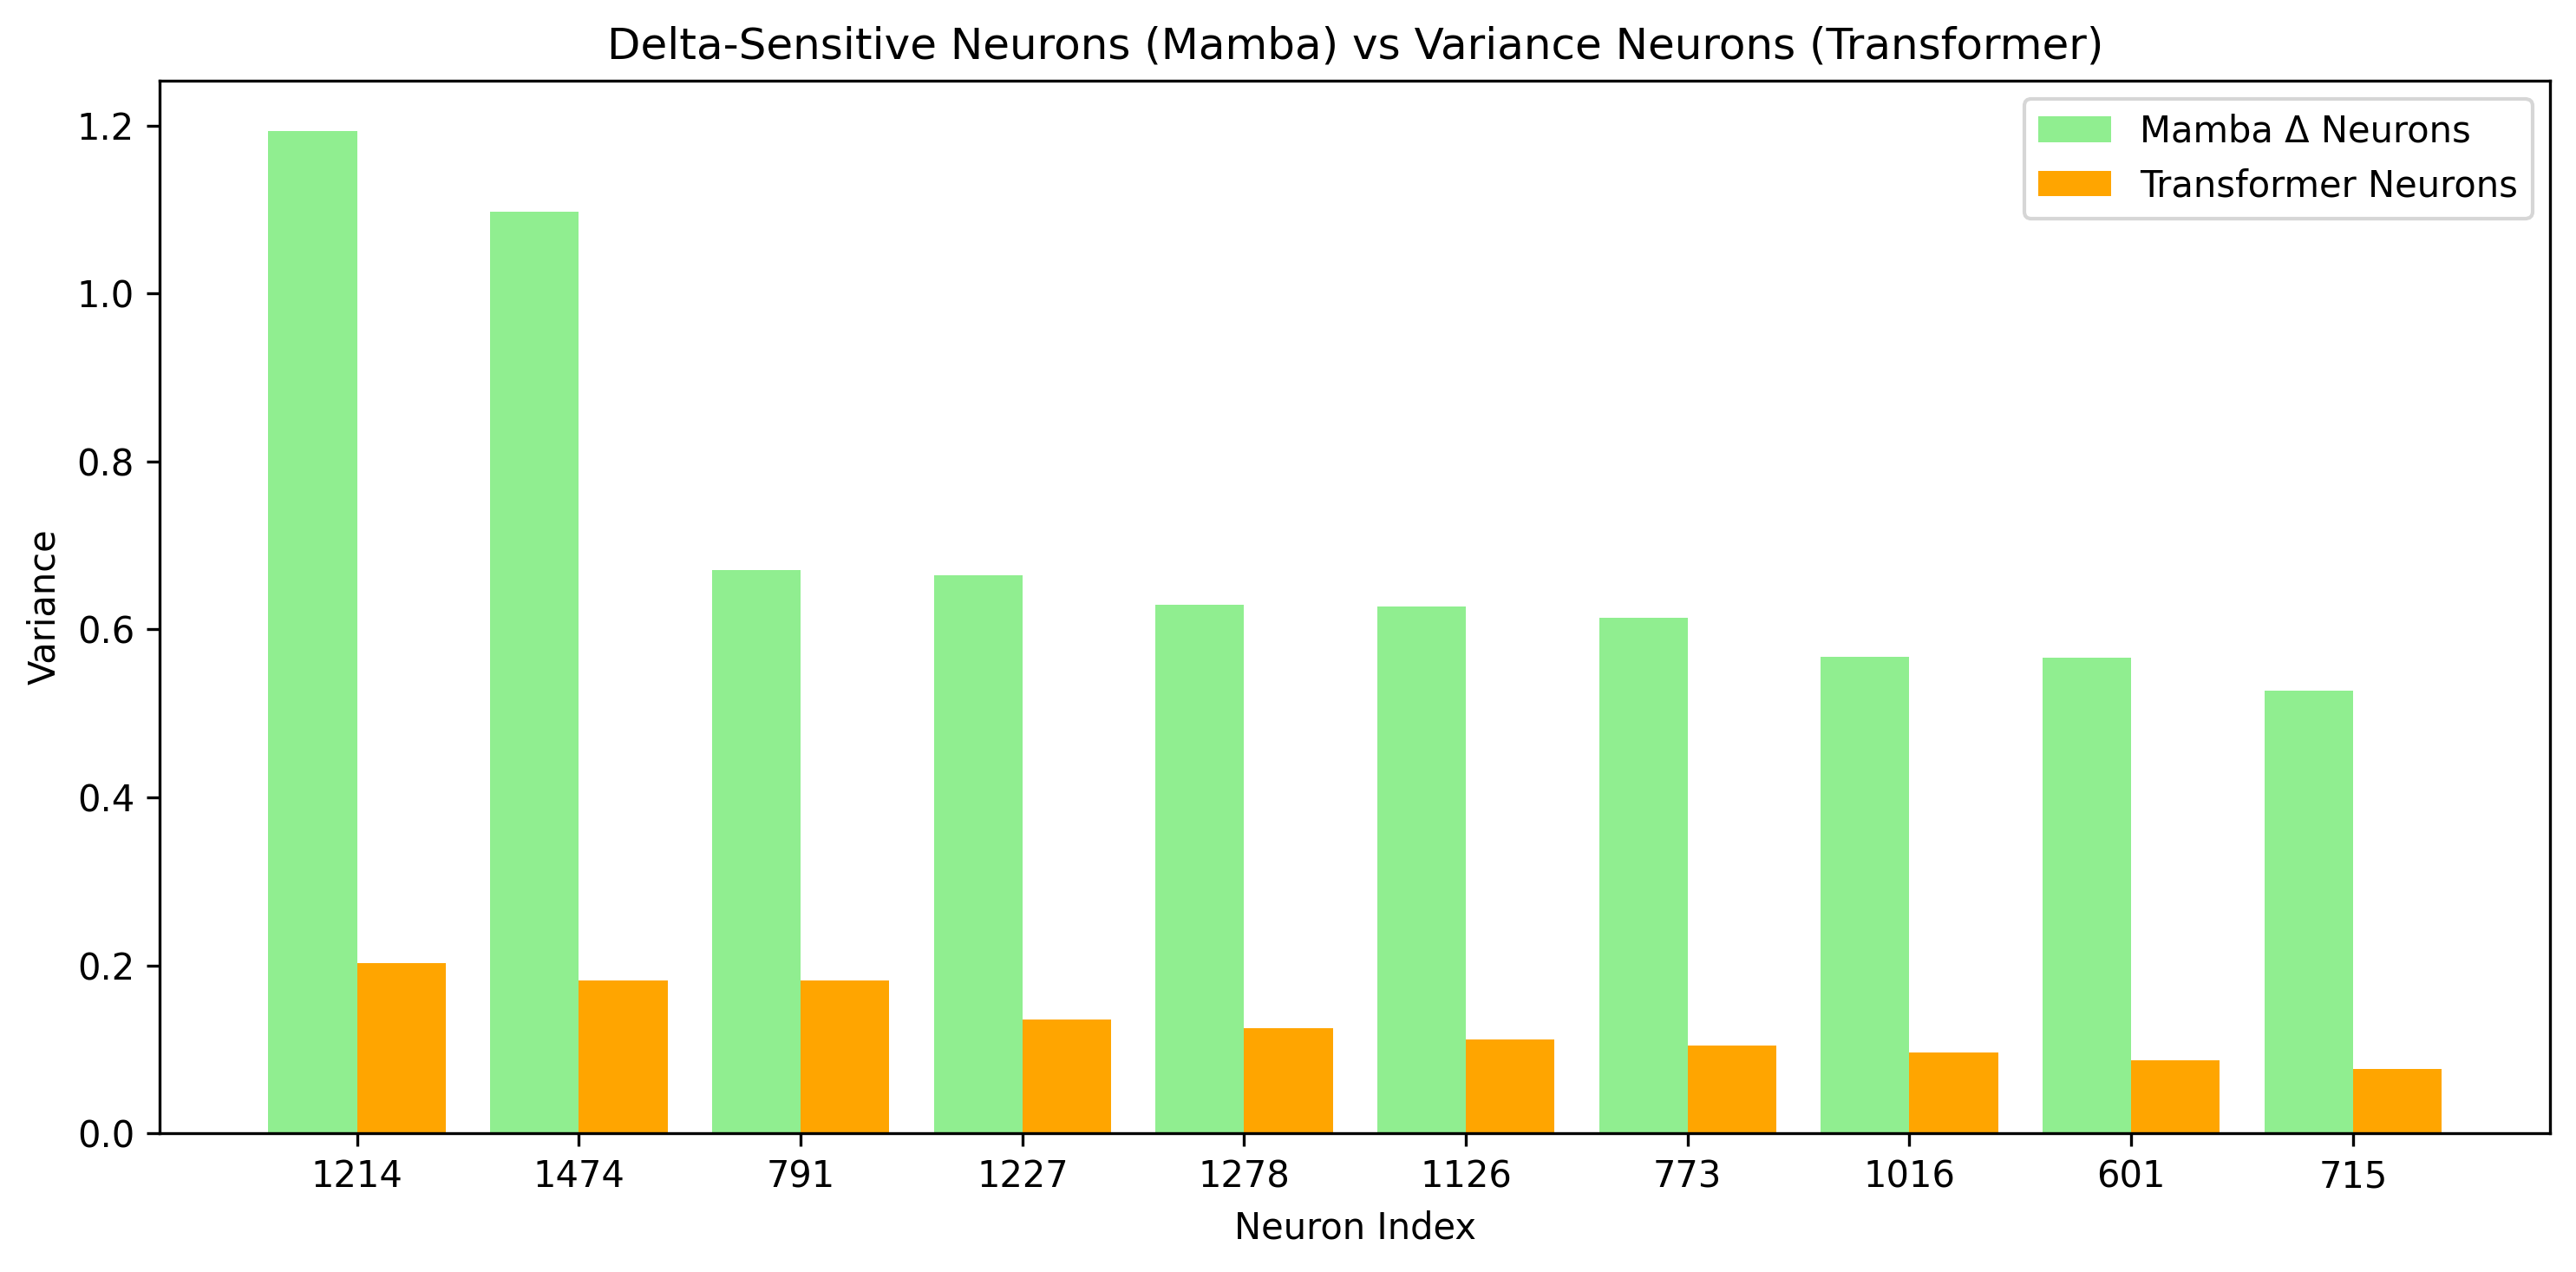 Delta-Sensitive Neurons (Mamba) vs Variance Neurons (Transformer)
Mamba Δ Neurons
Transformer Neurons
Variance
1.2
1.0
0.8
0.6
0.4
0.2
0.0
1214 1474 791 1227 1278 1126 773 1016 601 715
Neuron Index